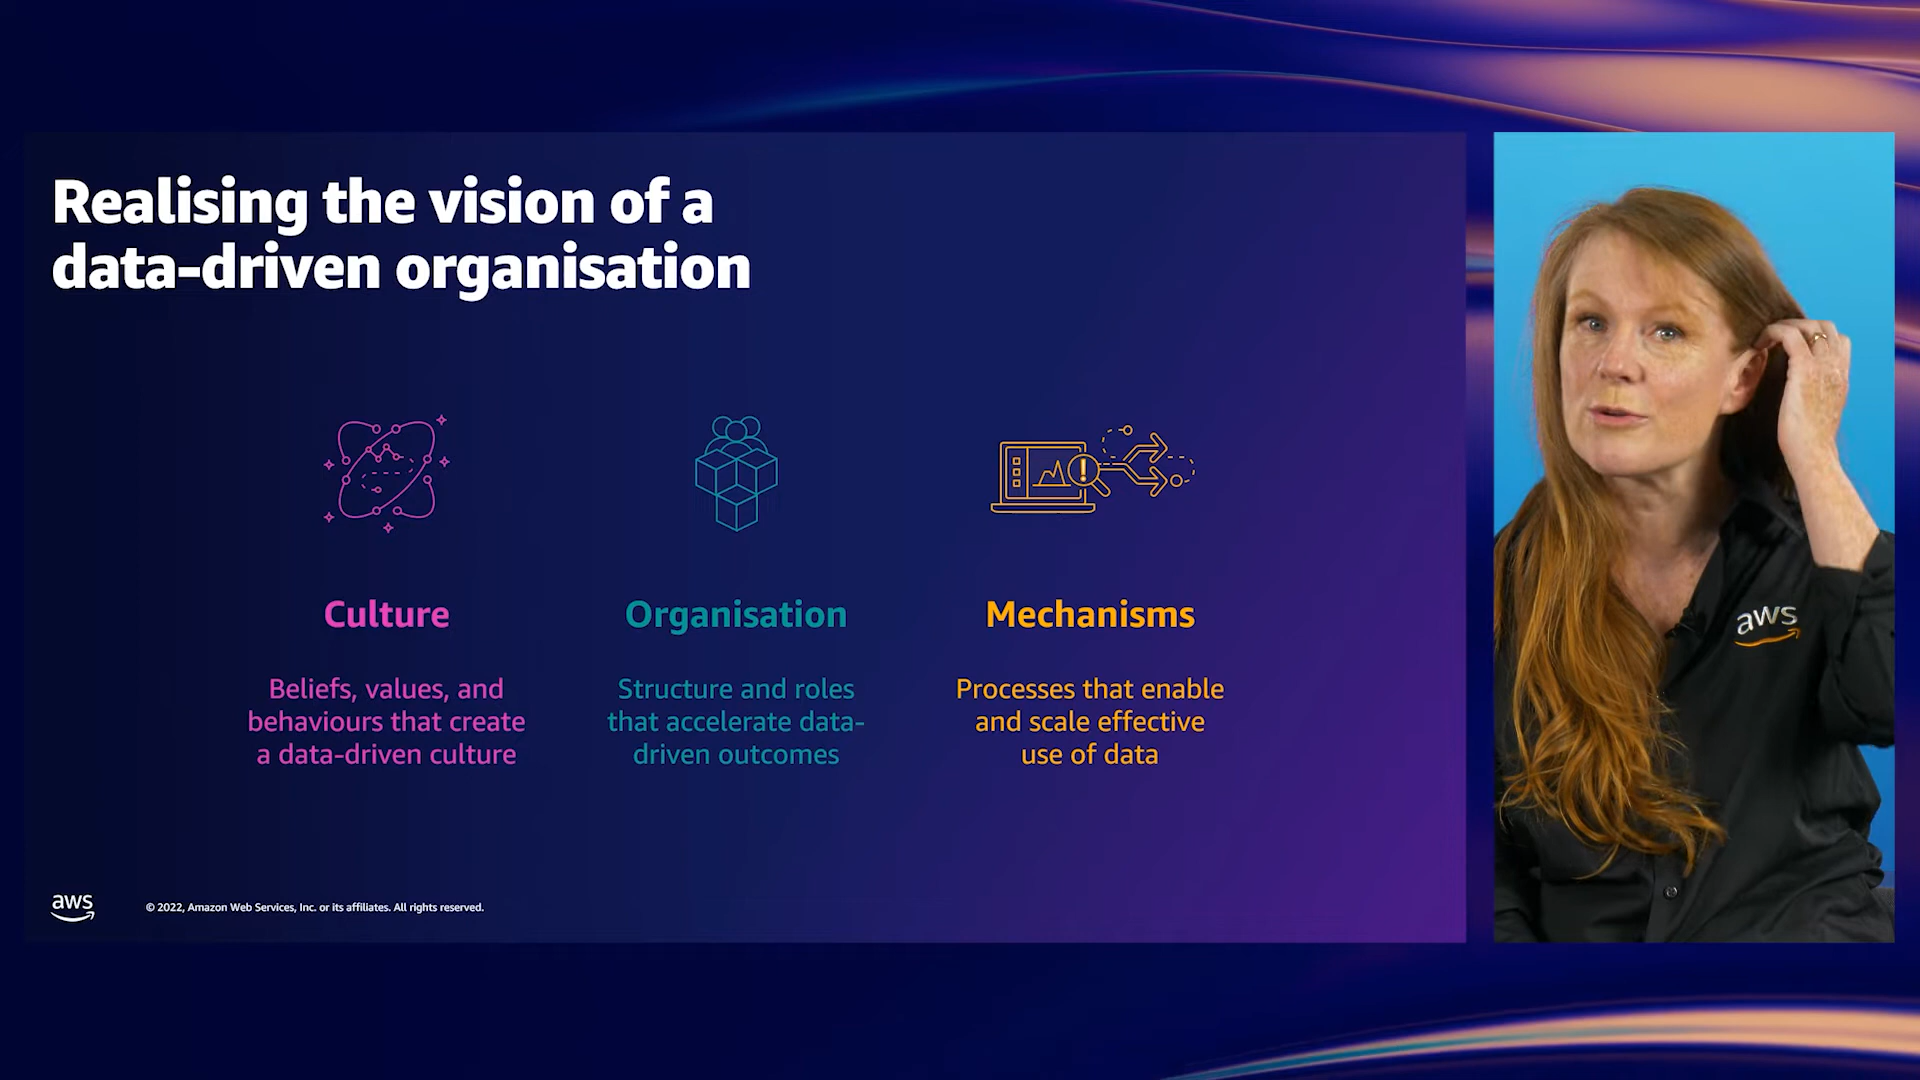 Realising the vision of a
data-driven organisation
Culture
Beliefs, values, and
behaviours that create
a data-driven culture
Organisation
Structure and roles
that accelerate data-
driven outcomes
Mechanisms
Processes that enable
and scale effective
use of data
aws
© 2022, Amazon Web Services, Inc. or its affiliates. All rights reserved.
aws